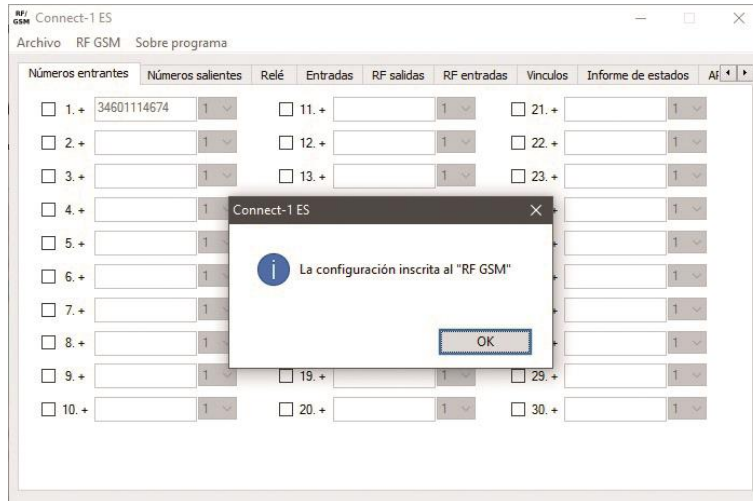 RF/GSM Connect-1 ES
Archivo RF GSM Sobre programa
Números entrantes Números salientes Relé Entradas RF salidas RF entradas Vinculos Informe de estados
1. + 34601114674 1 11. + 1 21. + 1
2. + 1 12. + 1 22. + 1
3. + 1 13. + 1 23. + 1
4. + 1 Connect-1 ES + 1
5. + 1 + 1
6. + 1 La configuración inscrita al "RF GSM" + 1
7. + 1 + 1
8. + 1 OK + 1
9. + 1 19. + 1 29. + 1
10. + 1 20. + 1 30. + 1